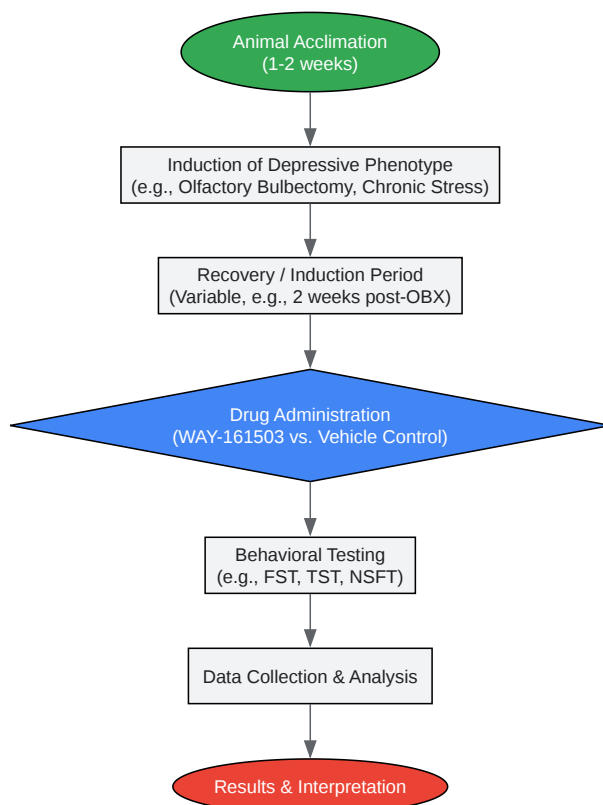 Animal Acclimation
(1-2 weeks)
Induction of Depressive Phenotype
(e.g., Olfactory Bulbectomy, Chronic Stress)
Recovery / Induction Period
(Variable, e.g., 2 weeks post-OBX)
Drug Administration
(WAY-161503 vs. Vehicle Control)
Behavioral Testing
(e.g., FST, TST, NSFT)
Data Collection & Analysis
Results & Interpretation